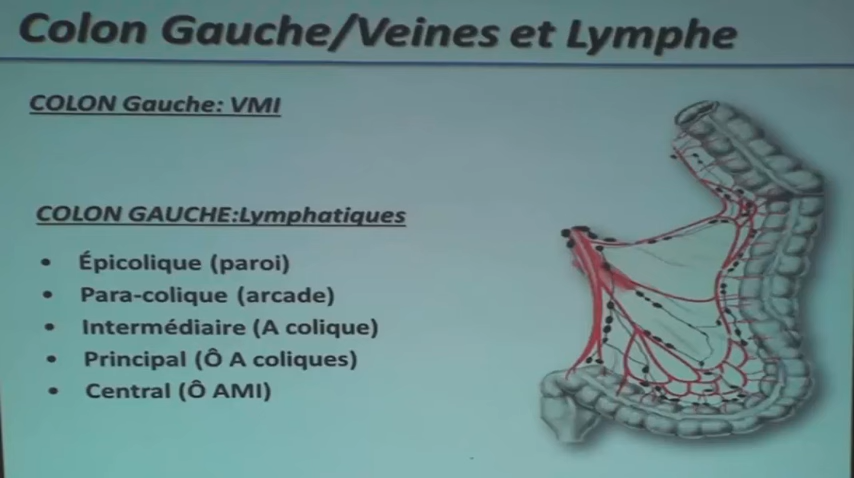 Colon Gauche/Veines et Lymphe
COLON Gauche: VMI
COLON GAUCHE:Lymphatiques
• Épicolique (paroi)
• Para-colique (arcade)
• Intermédiaire (A colique)
• Principal (Ô A coliques)
• Central (Ô AMI)